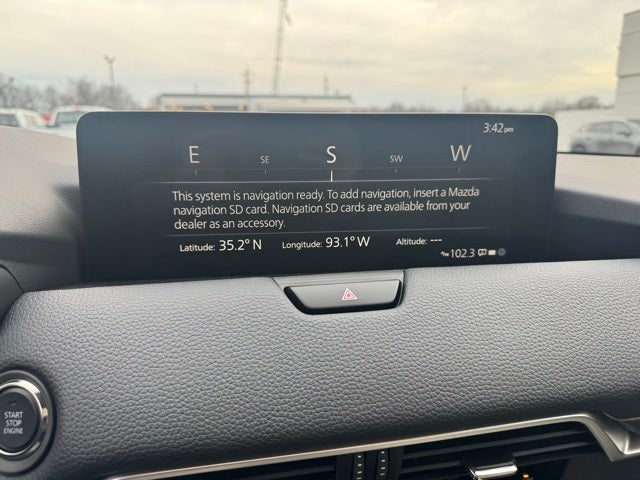 3:42pm
E SE S SW W
This system is navigation ready. To add navigation, insert a Mazda
navigation SD card. Navigation SD cards are available from your
dealer as an accessory.
Latitude: 35.2° N Longitude: 93.1° W Altitude: ---
FM 102.3
START
STOP
ENGINE